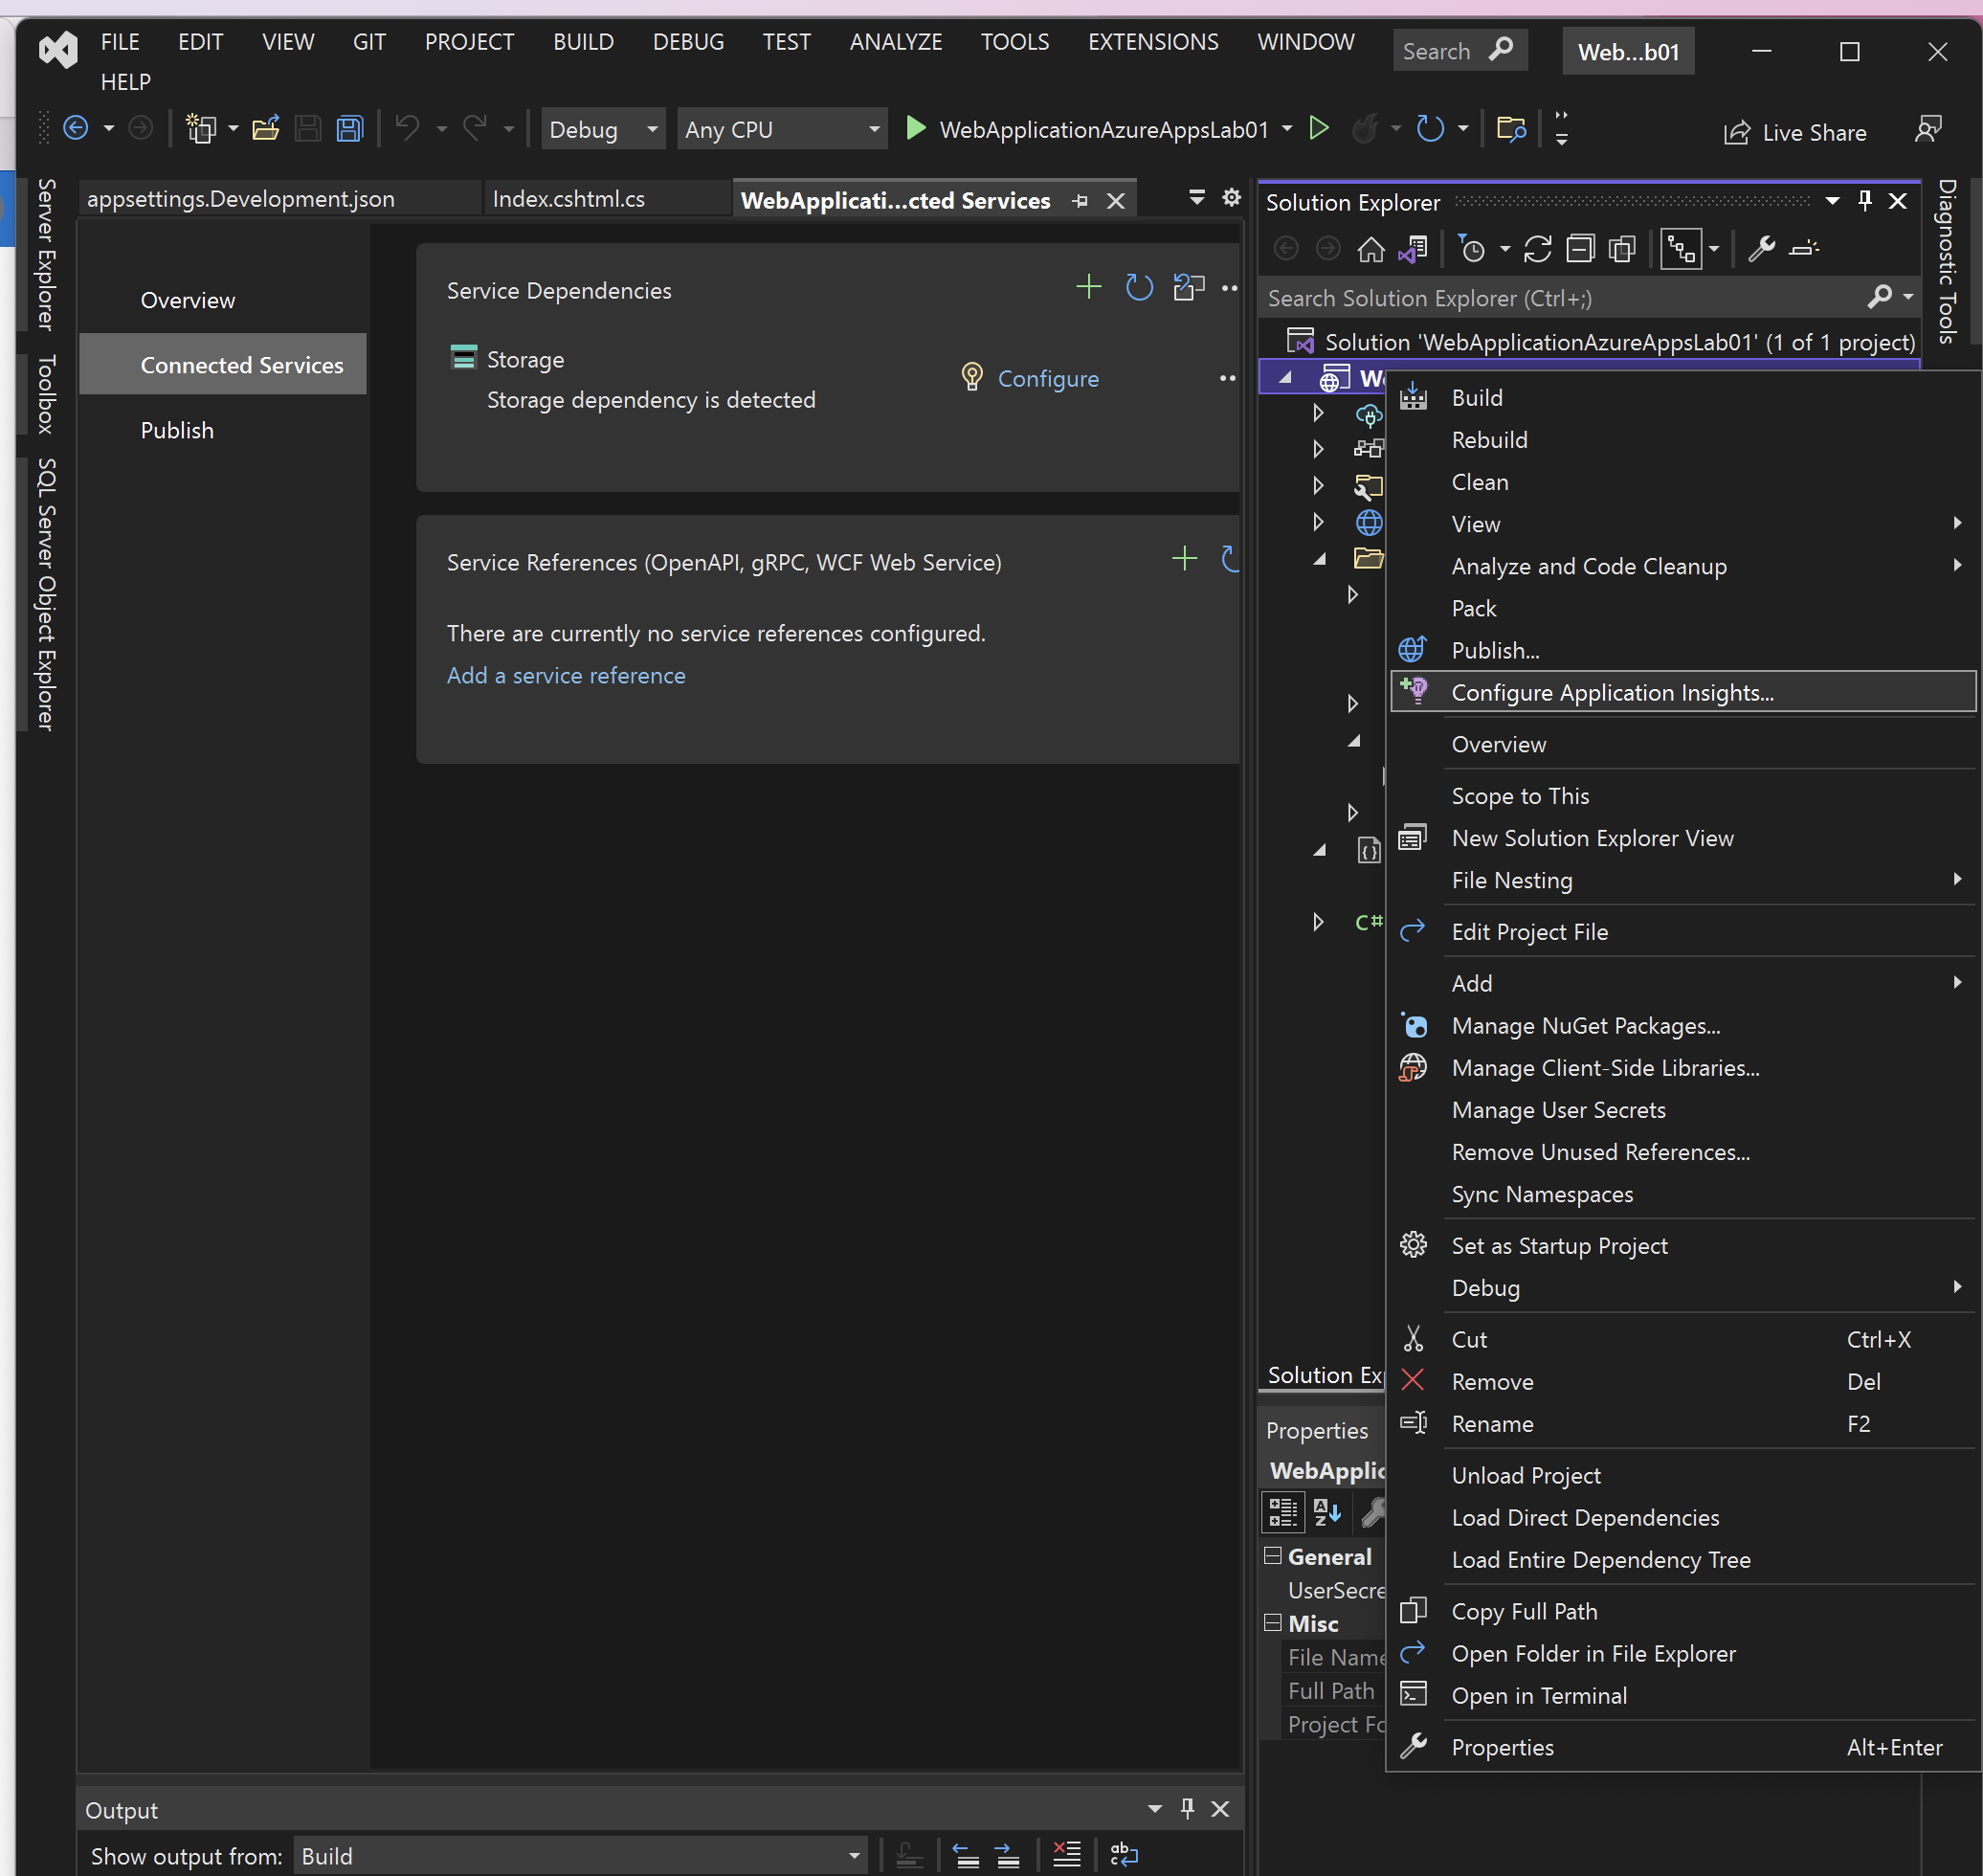 FILE EDIT VIEW GIT PROJECT BUILD DEBUG TEST ANALYZE TOOLS EXTENSIONS WINDOW Search Web...b01
HELP
Debug Any CPU WebApplicationAzureAppsLab01 Live Share
Server Explorer
Toolbox
SQL Server Object Explorer
appsettings.Development.json Index.cshtml.cs WebApplicati...cted Services
Overview
Connected Services
Publish
Service Dependencies
Storage
Storage dependency is detected
Configure
Service References (OpenAPI, gRPC, WCF Web Service)
There are currently no service references configured.
Add a service reference
Solution Explorer
Search Solution Explorer (Ctrl+;)
Solution 'WebApplicationAzureAppsLab01' (1 of 1 project)
We
C#
Diagnostic Tools
Build
Rebuild
Clean
View
Analyze and Code Cleanup
Pack
Publish...
Configure Application Insights...
Overview
Scope to This
New Solution Explorer View
File Nesting
Edit Project File
Add
Manage NuGet Packages...
Manage Client-Side Libraries...
Manage User Secrets
Remove Unused References...
Sync Namespaces
Set as Startup Project
Debug
Cut Ctrl+X
Remove Del
Rename F2
Unload Project
Load Direct Dependencies
Load Entire Dependency Tree
Copy Full Path
Open Folder in File Explorer
Open in Terminal
Properties Alt+Enter
Solution Ex
Properties
WebApplic
General
UserSecre
Misc
File Name
Full Path
Project Fo
Output
Show output from: Build